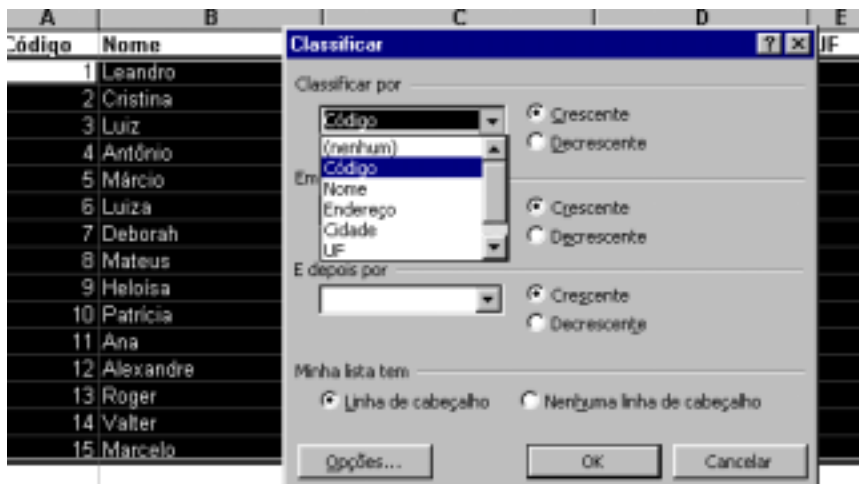 A B C D E
Código Nome UF
1 Leandro
2 Cristina
3 Luiz
4 Antônio
5 Márcio
6 Luiza
7 Deborah
8 Mateus
9 Heloisa
10 Patrícia
11 Ana
12 Alexandre
13 Roger
14 Valter
15 Marcelo
Classificar
Classificar por
Código
Crescente
Decrescente
(nenhum)
Código
Nome
Endereço
Cidade
UF
Em
Crescente
Decrescente
E depois por
Crescente
Decrescente
Minha lista tem
Linha de cabeçalho Nenhuma linha de cabeçalho
Opções... OK Cancelar